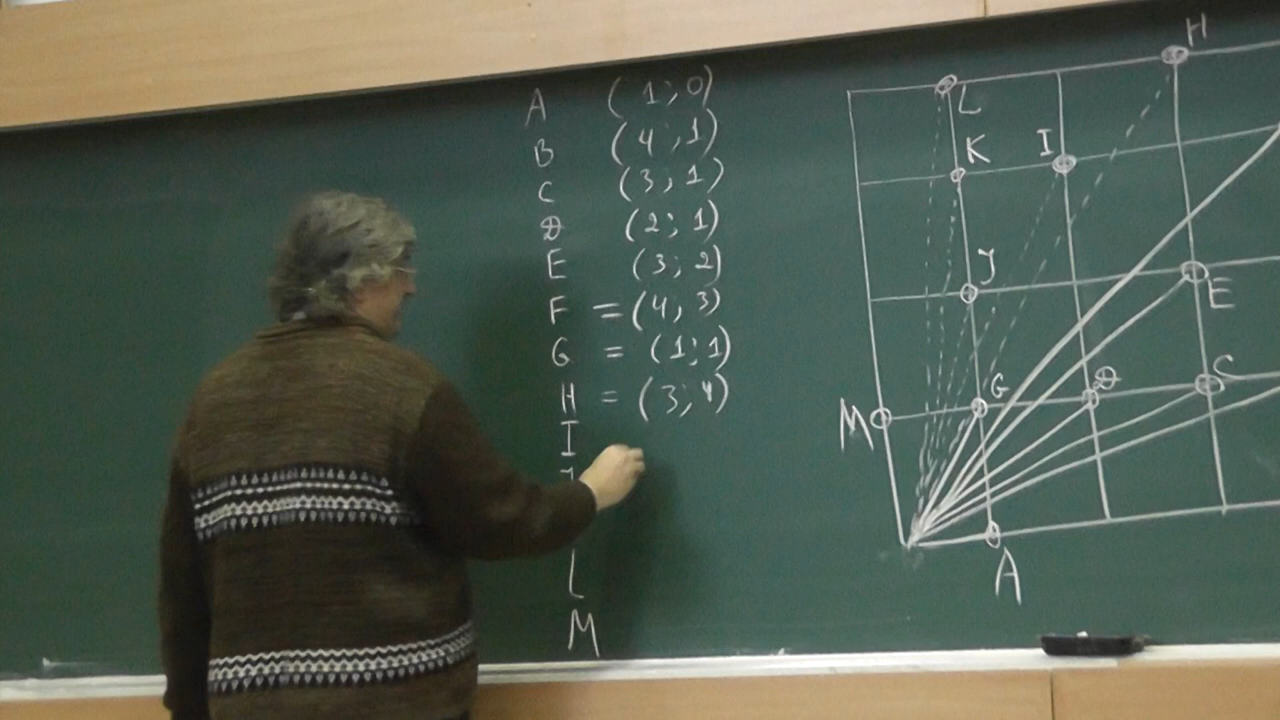 A (1;0)
B (4;1)
C (3;1)
D (2;1)
E (3;2)
F = (4;3)
G = (1;1)
H = (3;4)
I
L
M
H
L
K I
J
E
M G D C
A